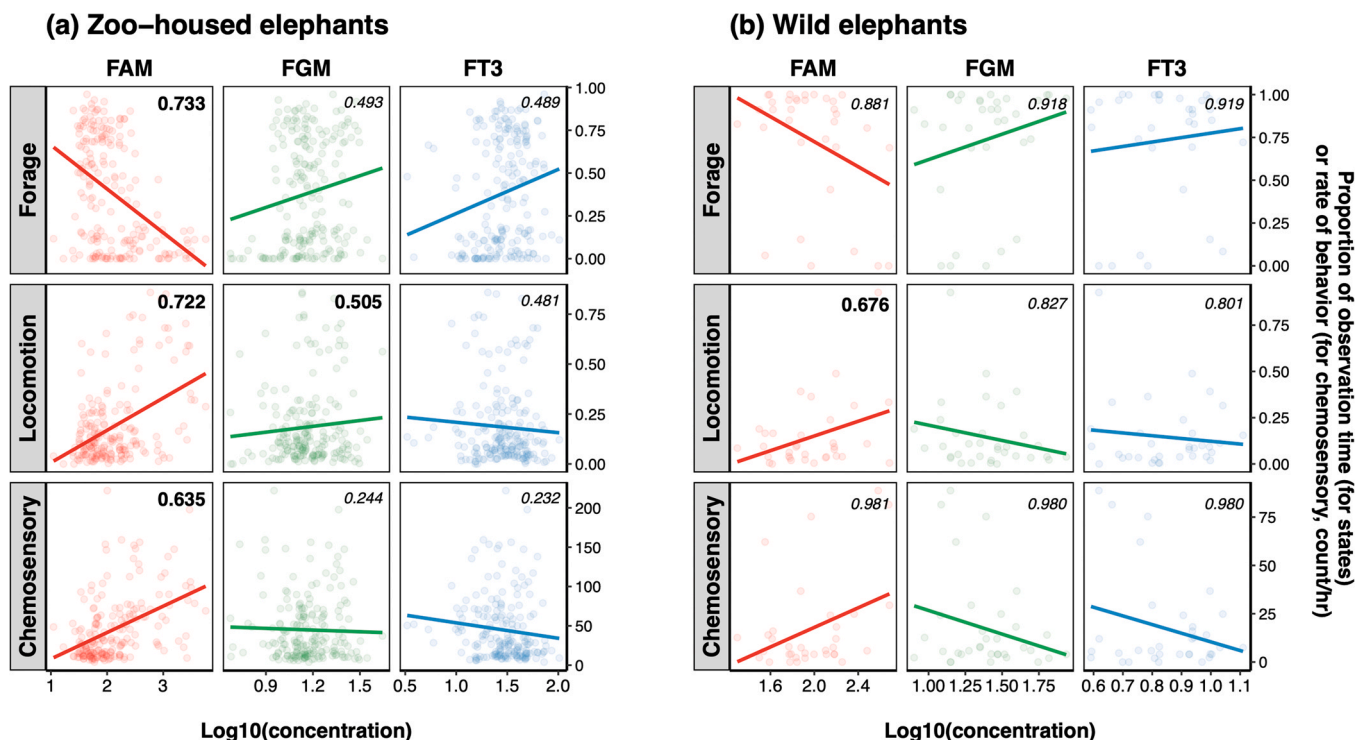 (a) Zoo–housed elephants
(b) Wild elephants
FAM FGM FT3
FAM FGM FT3
Forage
0.733
0.493
0.489
1.00
0.75
0.50
0.25
0.00
Locomotion
0.722
0.505
0.481
0.75
0.50
0.25
0.00
Chemosensory
0.635
0.244
0.232
200
150
100
50
0
1 2 3
0.9 1.2 1.5
0.5 1.0 1.5 2.0
Log10(concentration)
Forage
0.881
0.918
0.919
1.00
0.75
0.50
0.25
0.00
Locomotion
0.676
0.827
0.801
0.75
0.50
0.25
0.00
Chemosensory
0.981
0.980
0.980
75
50
25
0
1.6 2.0 2.4
1.00 1.25 1.50 1.75
0.6 0.7 0.8 0.9 1.0 1.1
Log10(concentration)
Proportion of observation time (for states)
or rate of behavior (for chemosensory, count/hr)